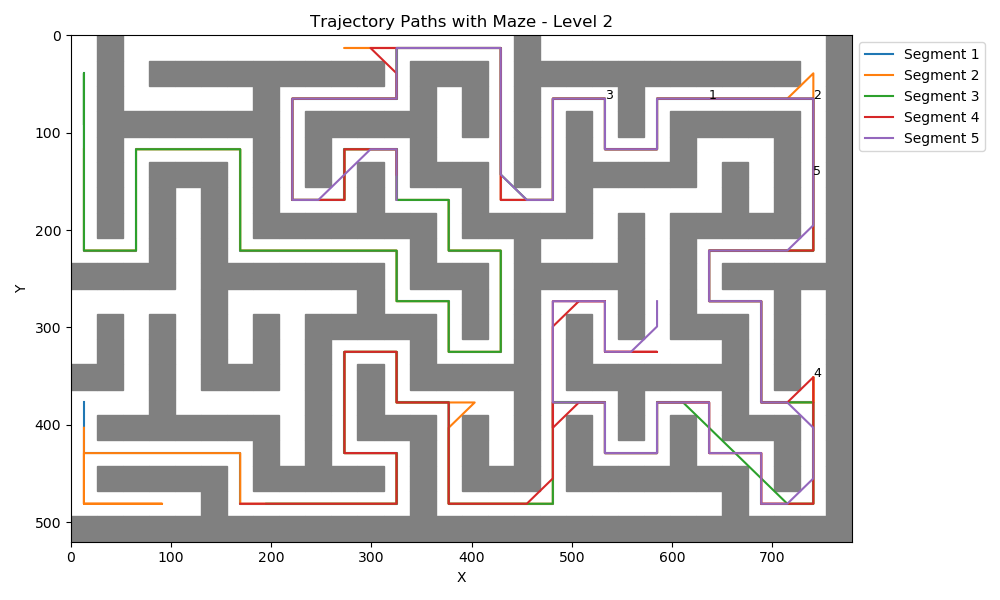 Trajectory Paths with Maze - Level 2
0
100
200
300
400
500
Y
0
100
200
300
400
500
600
700
X
3
1
2
5
4
Segment 1
Segment 2
Segment 3
Segment 4
Segment 5